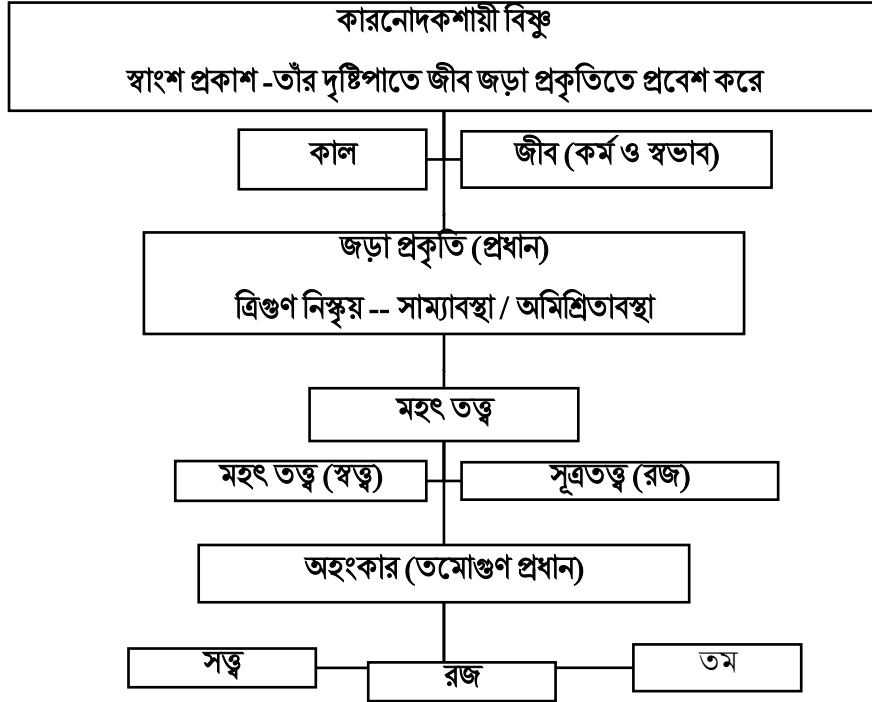 কারনোদকশায়ী বিষ্ণু
স্বাংশ প্রকাশ -তাঁর দৃষ্টিপাতে জীব জড়া প্রকৃতিতে প্রবেশ করে
কাল
জীব (কর্ম ও স্বভাব)
জড়া প্রকৃতি (প্রধান)
ত্রিগুণ নিস্কৃয় -- সাম্যাবস্থা / অমিশ্রিতাবস্থা
মহৎ তত্ত্ব
মহৎ তত্ত্ব (স্বত্ত্ব)
সূত্রতত্ত্ব (রজ)
অহংকার (তমোগুণ প্রধান)
সত্ত্ব
রজ
তম